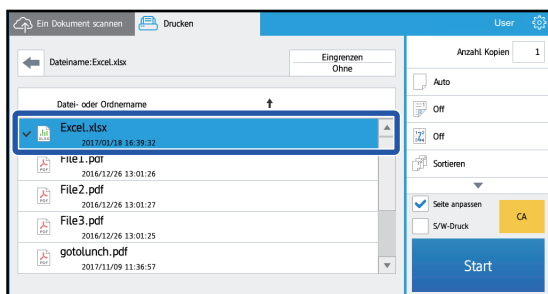 Ein Dokument scannen
Drucken
User
Dateiname:Excel.xlsx
Eingrenzen
Ohne
Anzahl Kopien 1
Datei- oder Ordnername
Auto
Off
Off
Sortieren
Excel.xlsx
2017/01/18 16:39:32
File1.pdf
2016/12/26 13:01:26
File2.pdf
2016/12/26 13:01:27
File3.pdf
2016/12/26 13:01:25
gotolunch.pdf
2017/11/09 11:36:57
Seite anpassen
S/W-Druck
CA
Start